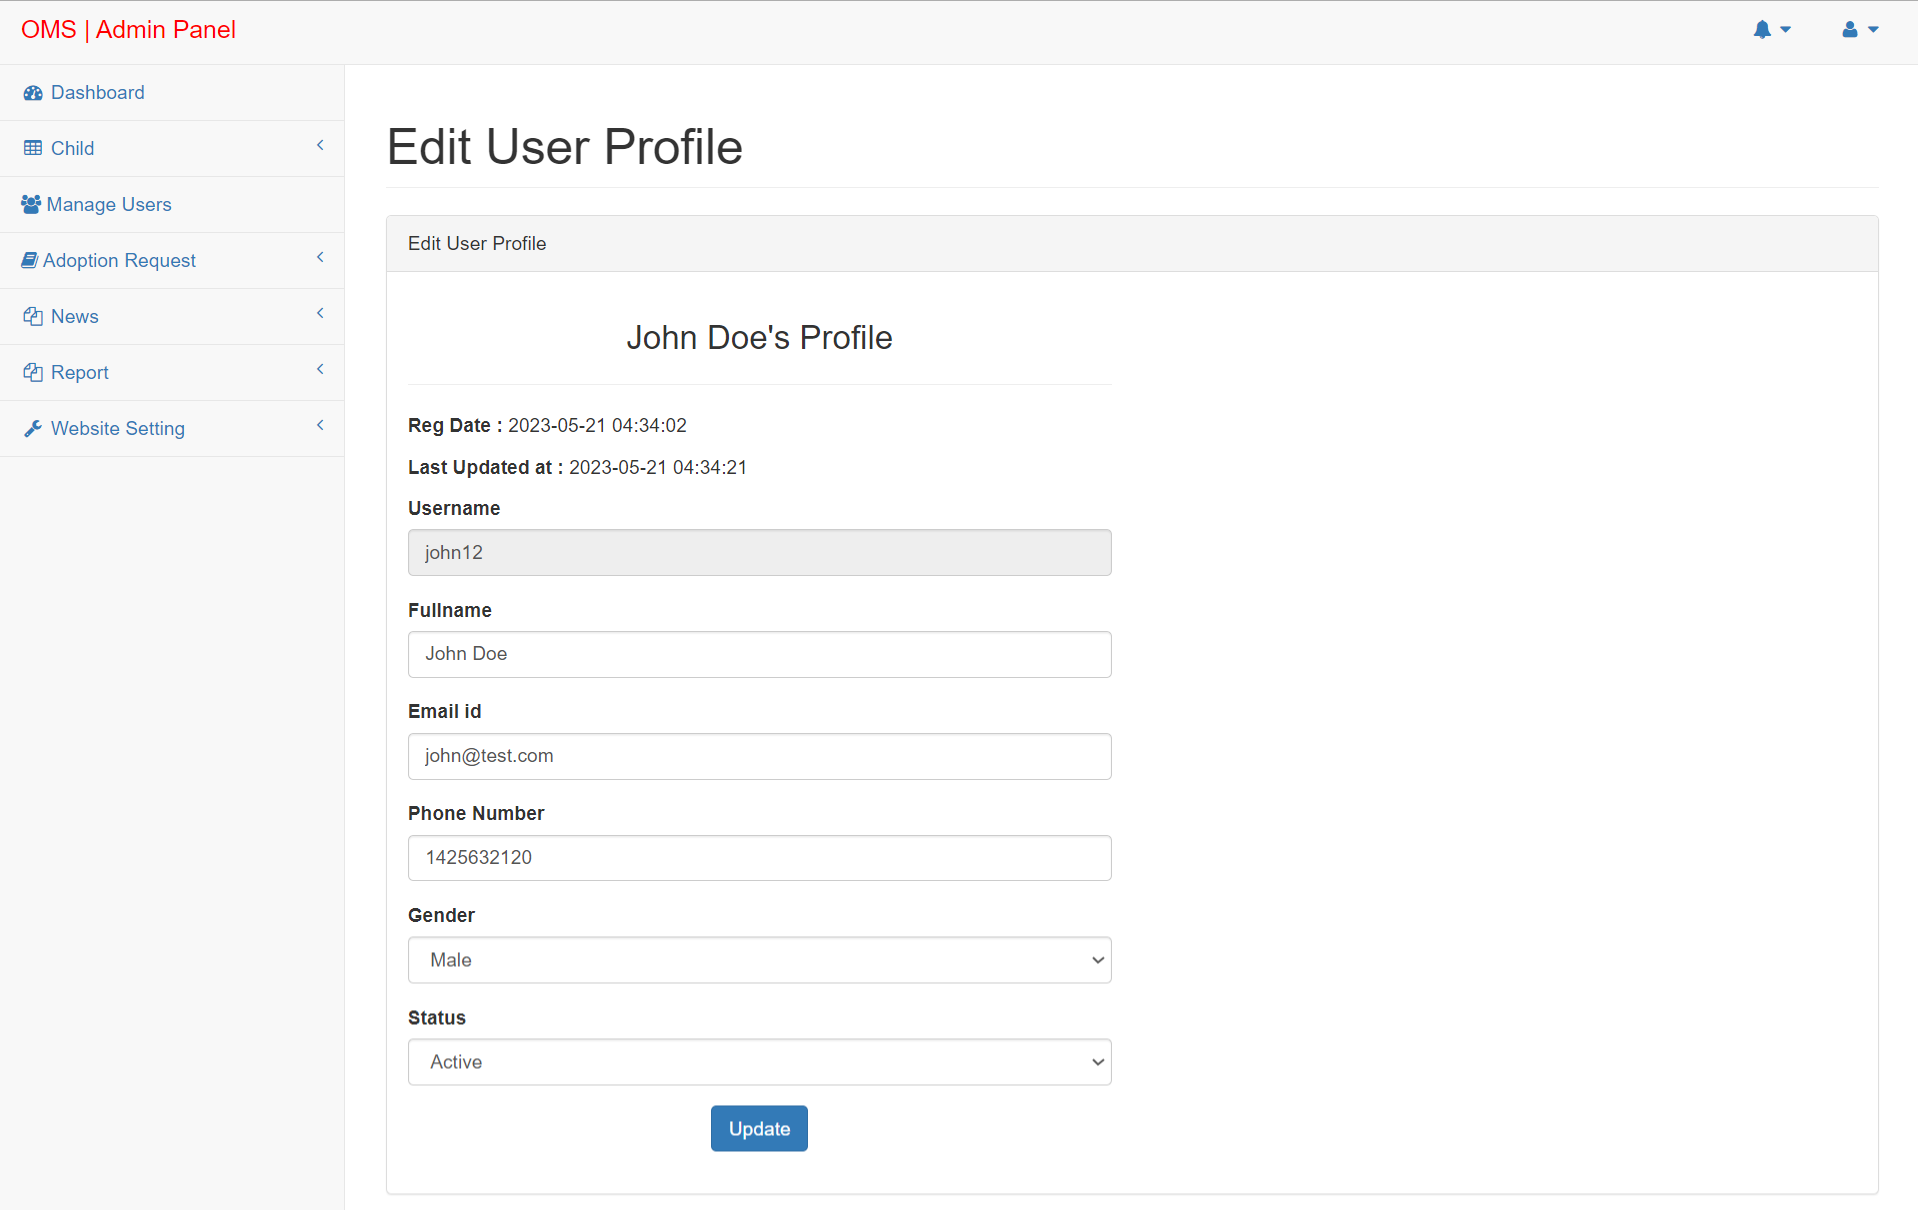 OMS | Admin Panel
Dashboard
Child
Manage Users
Adoption Request
News
Report
Website Setting
Edit User Profile
Edit User Profile
John Doe's Profile
Reg Date : 2023-05-21 04:34:02
Last Updated at : 2023-05-21 04:34:21
Username
john12
Fullname
John Doe
Email id
john@test.com
Phone Number
1425632120
Gender
Male
Status
Active
Update